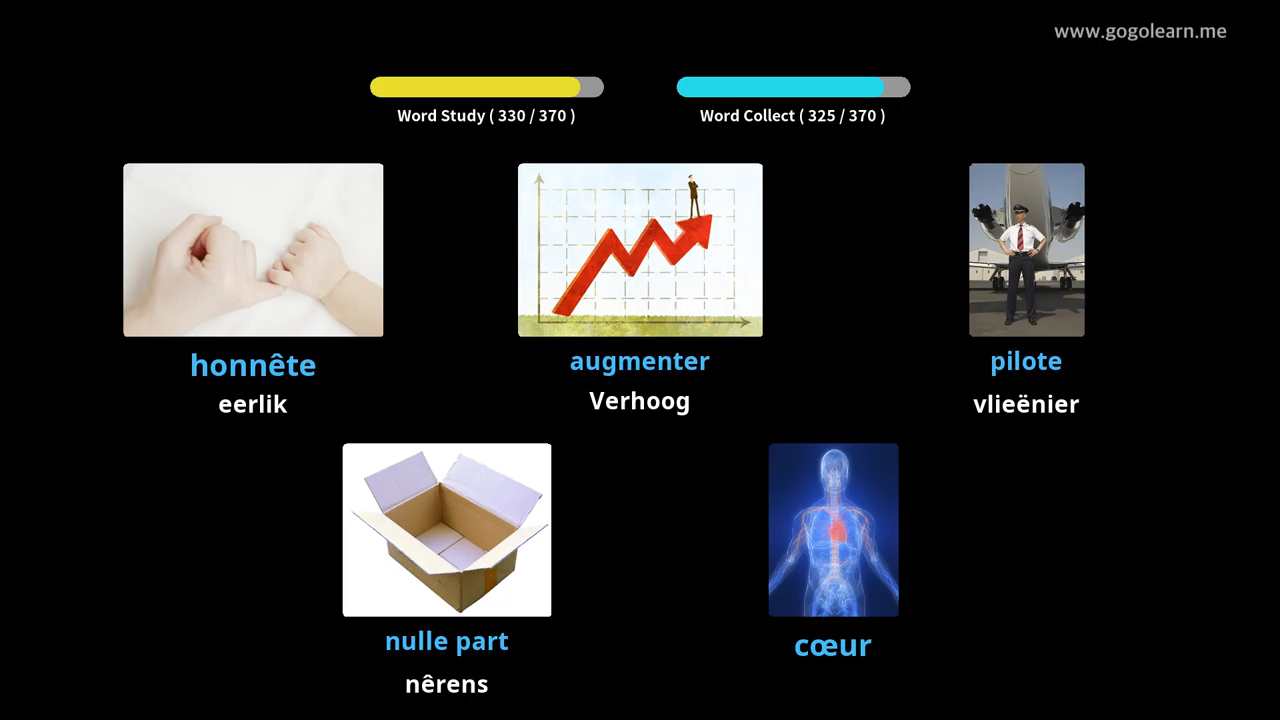 www.gogolearn.me
Word Study ( 330 / 370 )
Word Collect ( 325 / 370 )
honnête
eerlik
augmenter
Verhoog
pilote
vlieënier
nulle part
nêrens
cœur